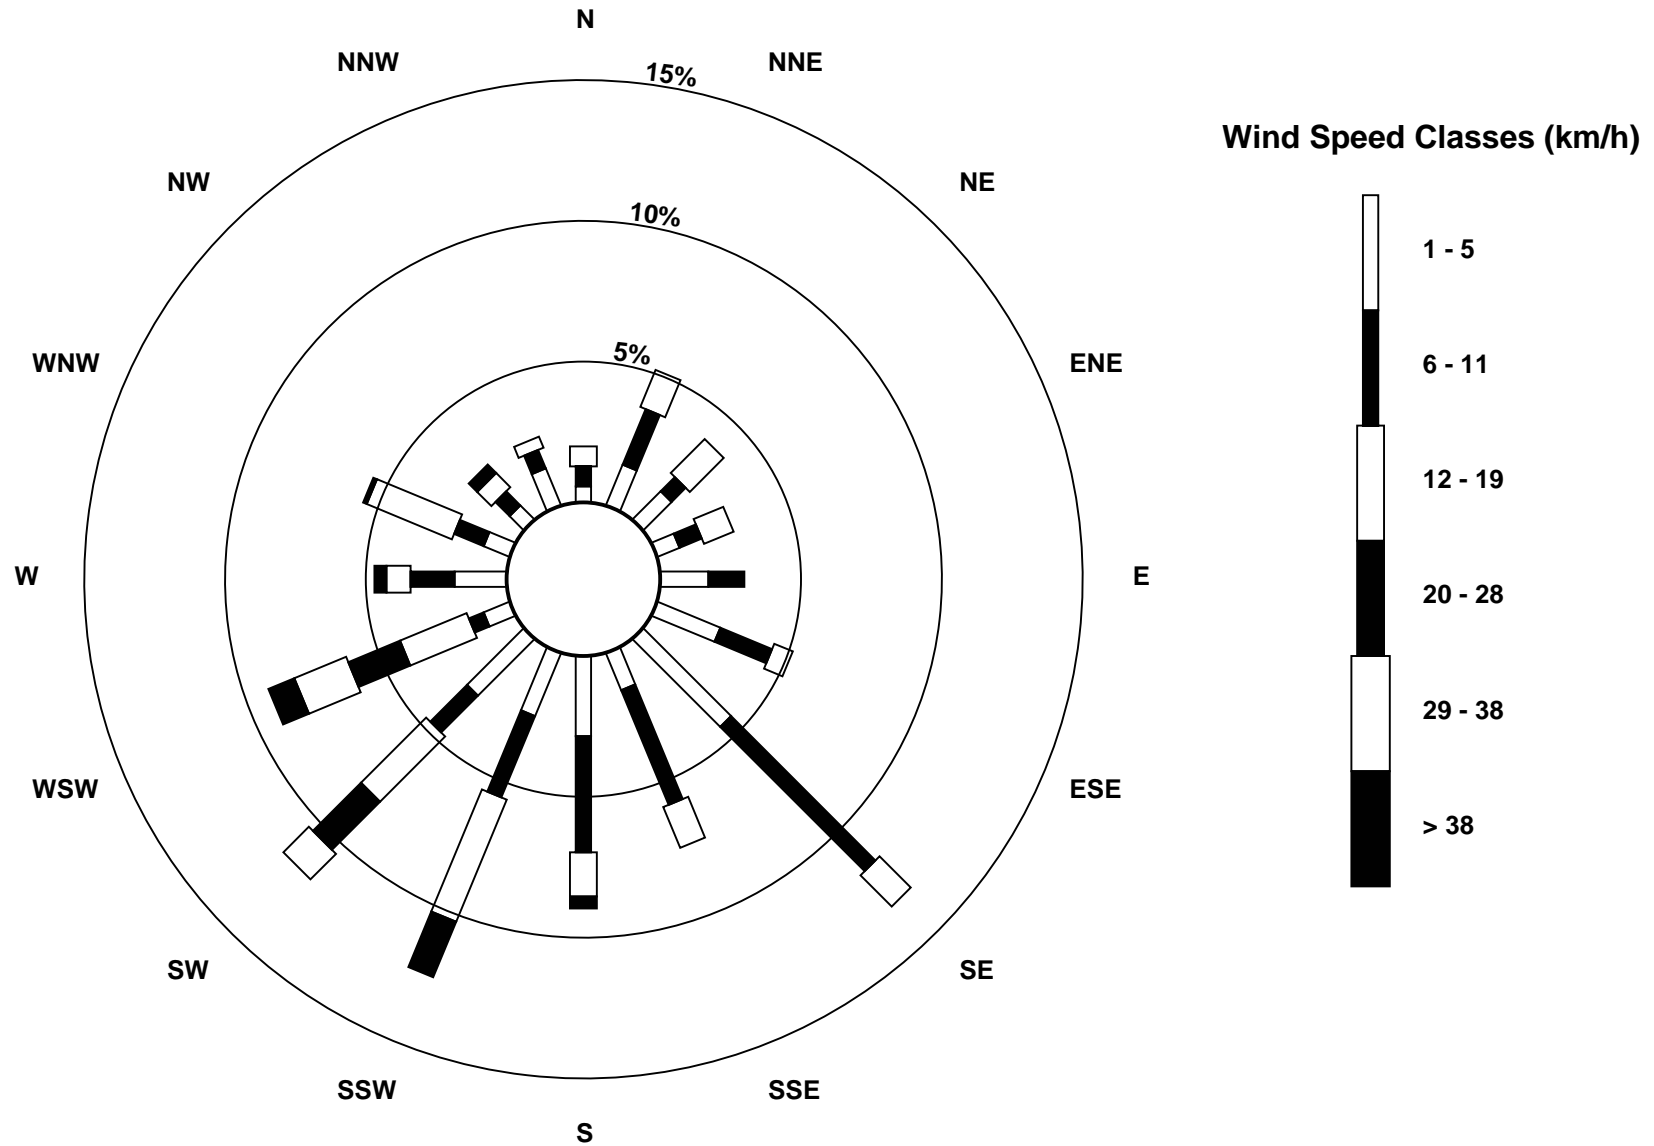 N
NNW
NNE
15%
Wind Speed Classes (km/h)
NW
NE
10%
1 - 5
5%
WNW
ENE
6 - 11
12 - 19
W
E
20 - 28
29 - 38
WSW
ESE
> 38
SW
SE
SSW
SSE
S